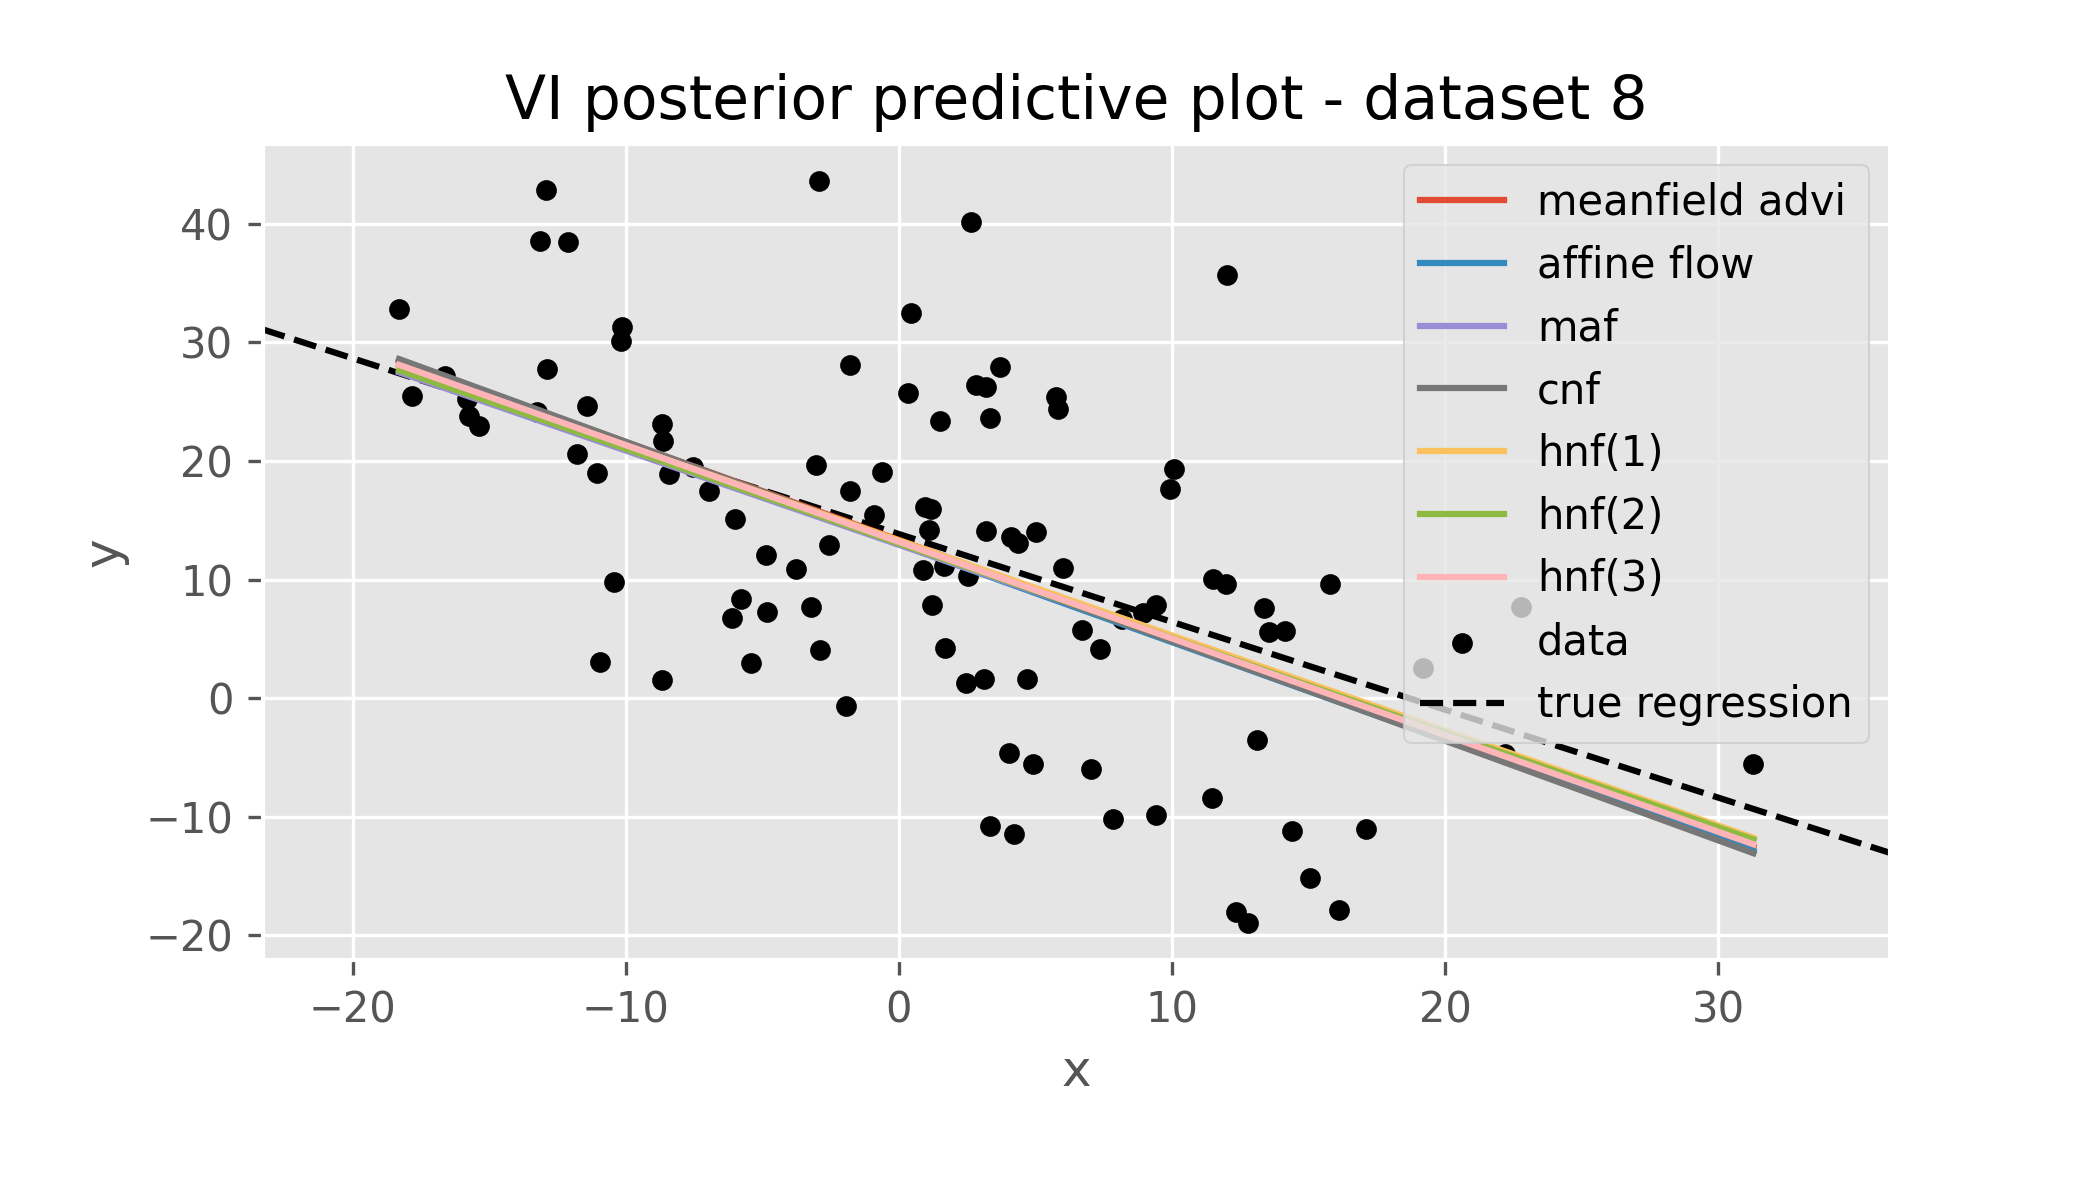 VI posterior predictive plot - dataset 8
meanfield advi
affine flow
maf
cnf
hnf(1)
hnf(2)
hnf(3)
data
true regression
40
30
20
10
0
−10
−20
y
−20 −10 0 10 20 30
x